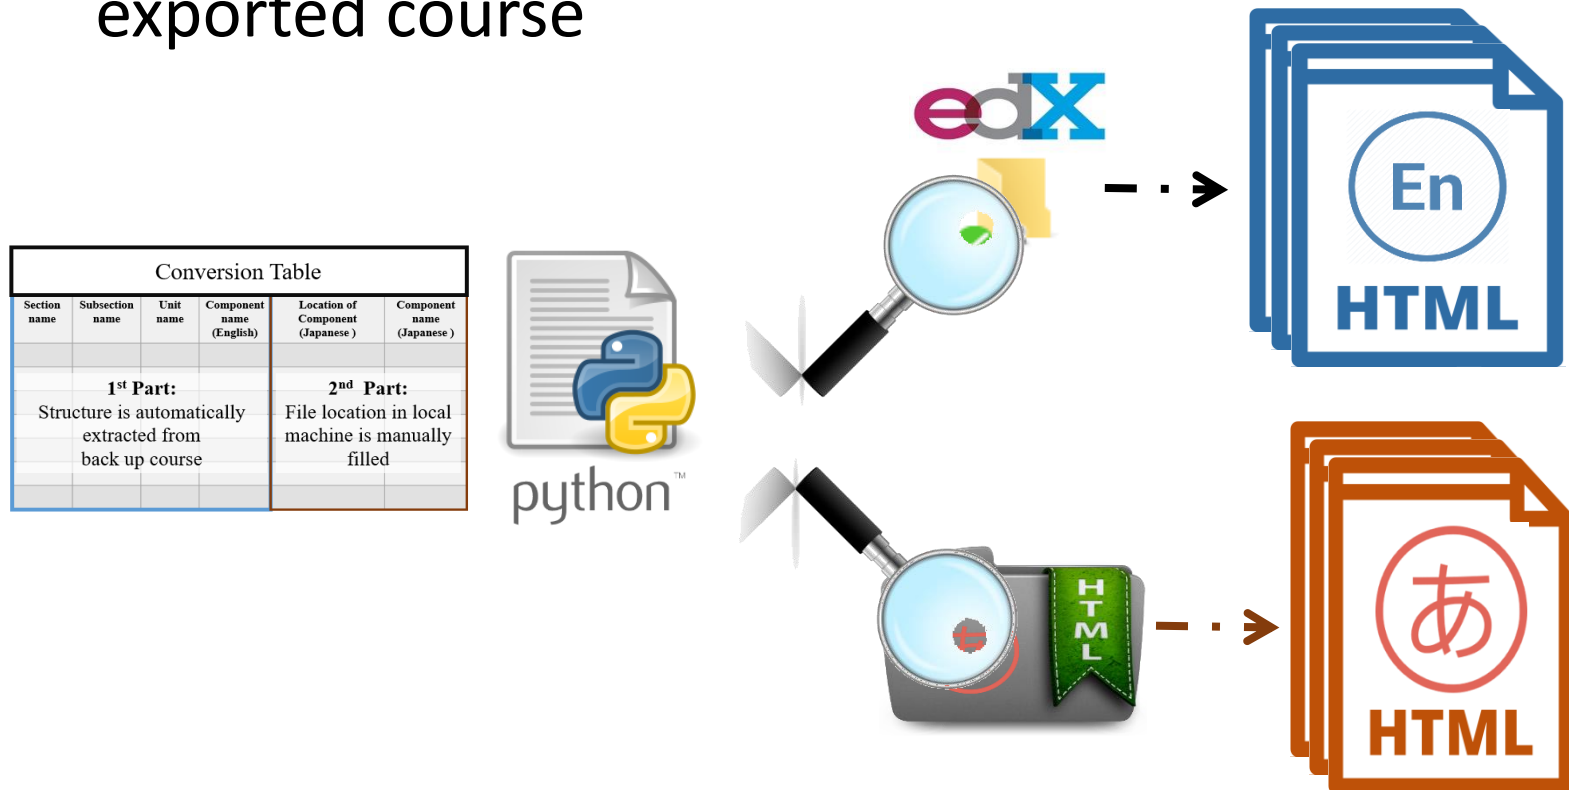 exported course
edX
En
HTML
Conversion Table
Section name
Subsection name
Unit name
Component name (English)
Location of Component (Japanese )
Component name (Japanese )
1st Part:
Structure is automatically
extracted from
back up course
2nd Part:
File location in local
machine is manually
filled
python™
HTML
あ
HTML